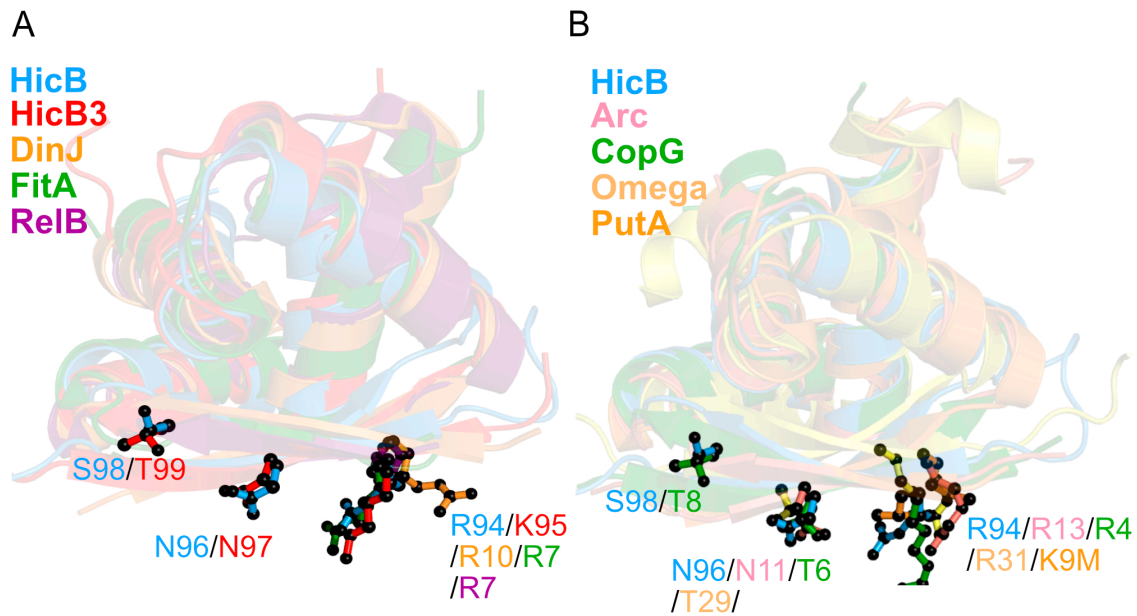 A
HicB
HicB3
DinJ
FitA
RelB
S98/T99
N96/N97
R94/K95
/R10/R7
/R7
B
HicB
Arc
CopG
Omega
PutA
S98/T8
N96/N11/T6
/T29/
R94/R13/R4
/R31/K9M